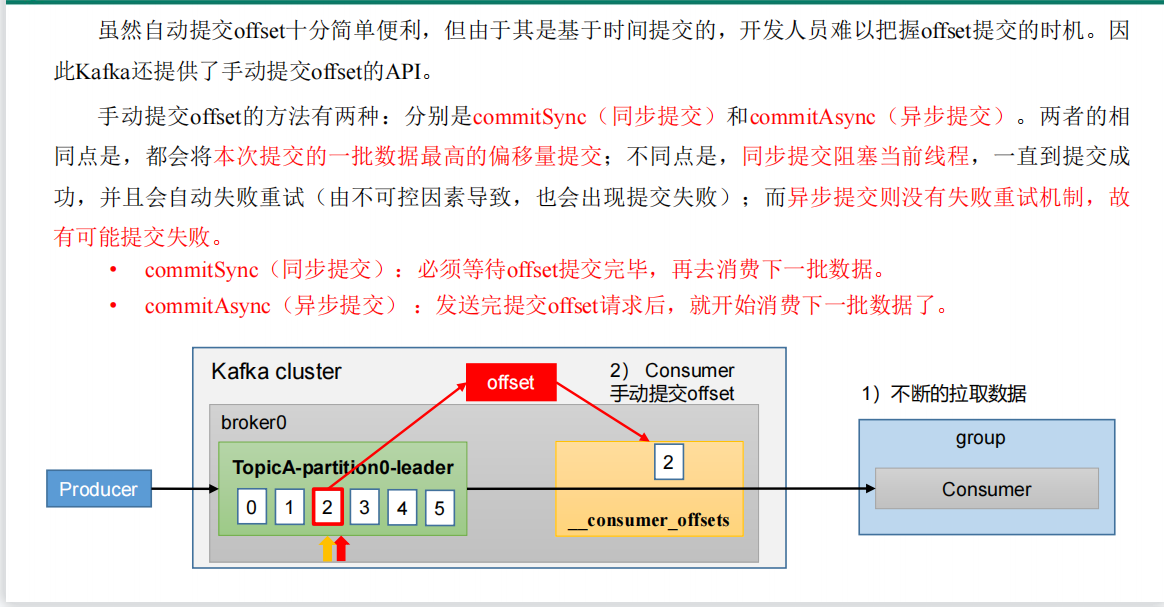 虽然自动提交offset十分简单便利，但由于其是基于时间提交的，开发人员难以把握offset提交的时机。因
此Kafka还提供了手动提交offset的API。
手动提交offset的方法有两种：分别是commitSync（同步提交）和commitAsync（异步提交）。两者的相
同点是，都会将本次提交的一批数据最高的偏移量提交；不同点是，同步提交阻塞当前线程，一直到提交成
功，并且会自动失败重试（由不可控因素导致，也会出现提交失败）；而异步提交则没有失败重试机制，故
有可能提交失败。
• commitSync（同步提交）：必须等待offset提交完毕，再去消费下一批数据。
• commitAsync（异步提交） ：发送完提交offset请求后，就开始消费下一批数据了。
Kafka cluster
offset
2） Consumer
手动提交offset
1）不断的拉取数据
broker0
group
TopicA-partition0-leader
2
Producer
0 1 2 3 4 5
Consumer
__consumer_offsets